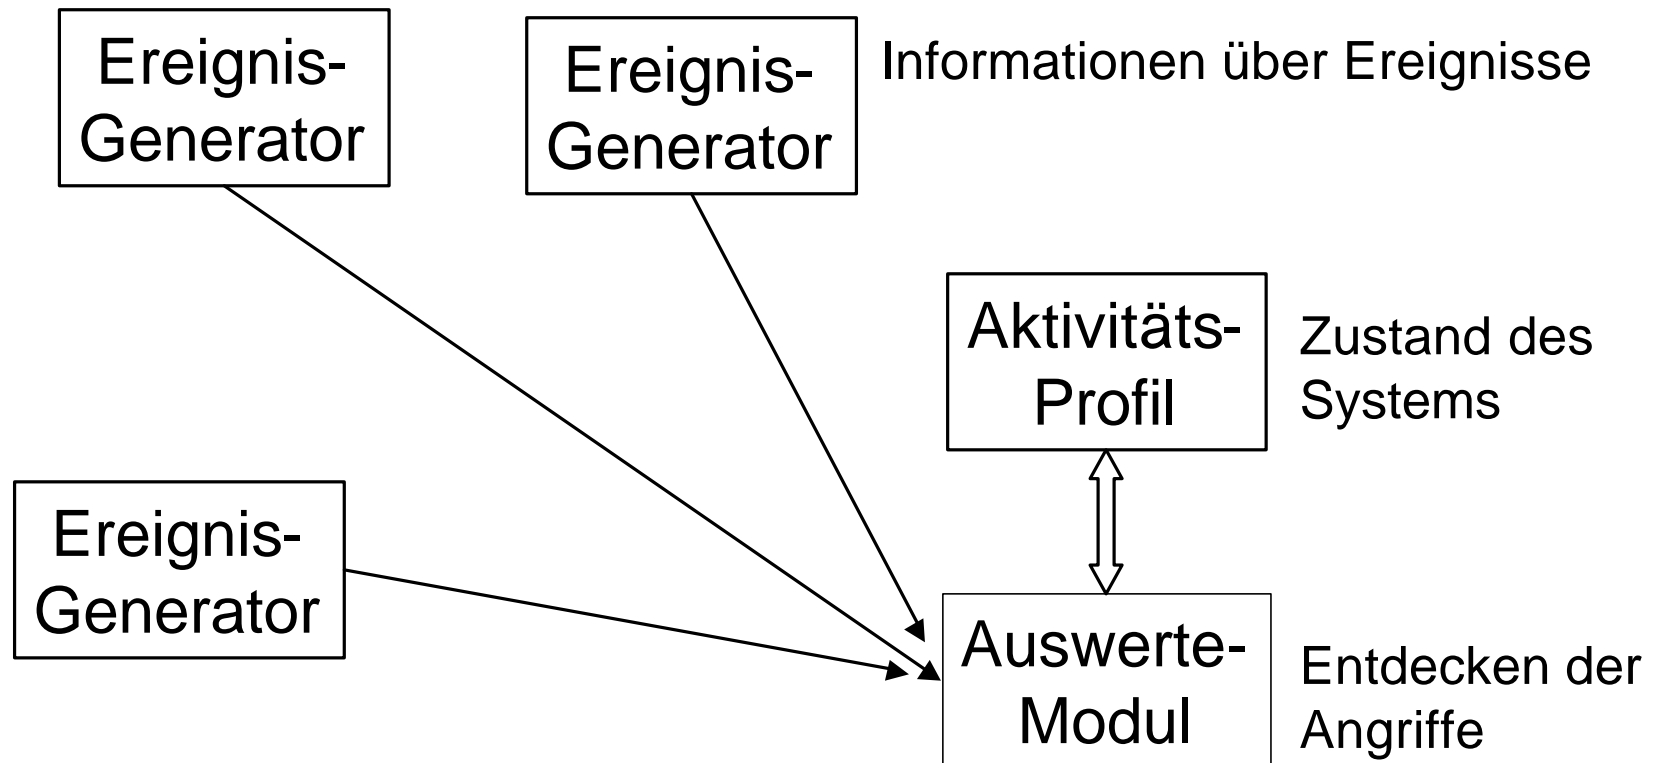 Ereignis-
Generator
Ereignis-
Generator
Informationen über Ereignisse
Aktivitäts-
Profil
Zustand des
Systems
Ereignis-
Generator
Auswerte-
Modul
Entdecken der
Angriffe